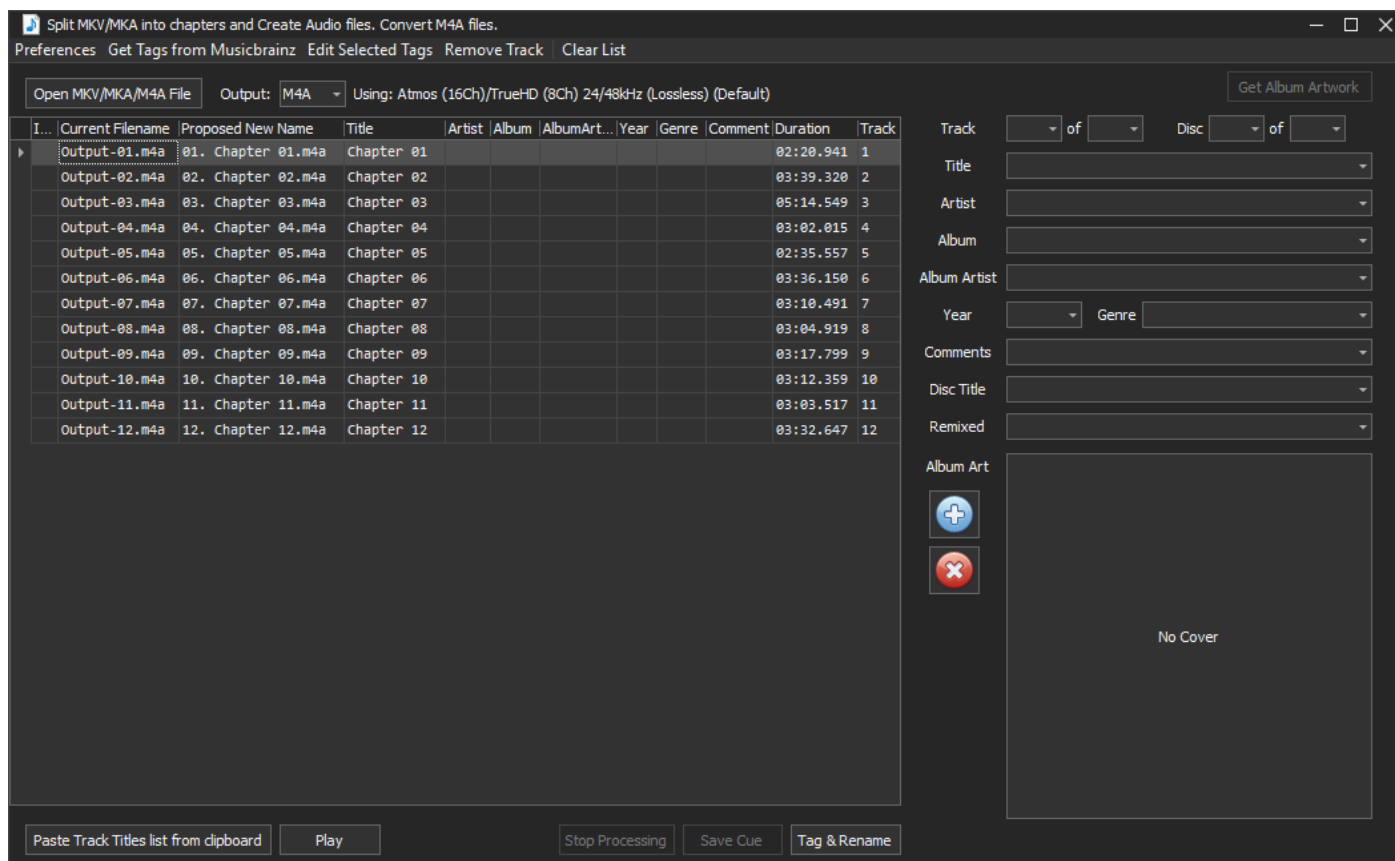 Split MKV/MKA into chapters and Create Audio files. Convert M4A files.
Preferences Get Tags from Musicbrainz Edit Selected Tags Remove Track Clear List
Open MKV/MKA/M4A File Output: M4A Using: Atmos (16Ch)/TrueHD (8Ch) 24/48kHz (Lossless) (Default) Get Album Artwork
I... Current Filename Proposed New Name Title Artist Album AlbumArt... Year Genre Comment Duration Track
Output-01.m4a 01. Chapter 01.m4a Chapter 01 02:20.941 1
Output-02.m4a 02. Chapter 02.m4a Chapter 02 03:39.320 2
Output-03.m4a 03. Chapter 03.m4a Chapter 03 05:14.549 3
Output-04.m4a 04. Chapter 04.m4a Chapter 04 03:02.015 4
Output-05.m4a 05. Chapter 05.m4a Chapter 05 02:35.557 5
Output-06.m4a 06. Chapter 06.m4a Chapter 06 03:36.150 6
Output-07.m4a 07. Chapter 07.m4a Chapter 07 03:10.491 7
Output-08.m4a 08. Chapter 08.m4a Chapter 08 03:04.919 8
Output-09.m4a 09. Chapter 09.m4a Chapter 09 03:17.799 9
Output-10.m4a 10. Chapter 10.m4a Chapter 10 03:12.359 10
Output-11.m4a 11. Chapter 11.m4a Chapter 11 03:03.517 11
Output-12.m4a 12. Chapter 12.m4a Chapter 12 03:32.647 12
Track of Disc of
Title
Artist
Album
Album Artist
Year Genre
Comments
Disc Title
Remixed
Album Art
No Cover
Paste Track Titles list from clipboard Play Stop Processing Save Cue Tag & Rename